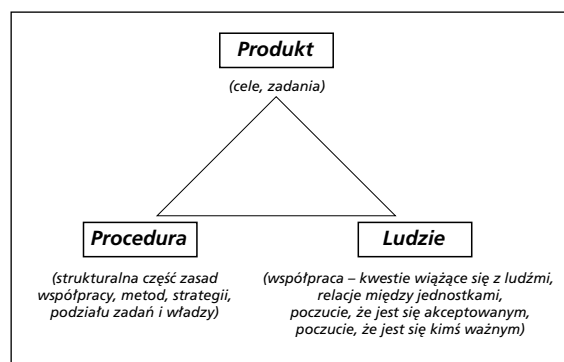 Produkt
(cele, zadania)
Procedura
(strukturalna część zasad
współpracy, metod, strategii,
podziału zadań i władzy)
Ludzie
(współpraca – kwestie wiążące się z ludźmi,
relacje między jednostkami,
poczucie, że jest się akceptowanym,
poczucie, że jest się kimś ważnym)